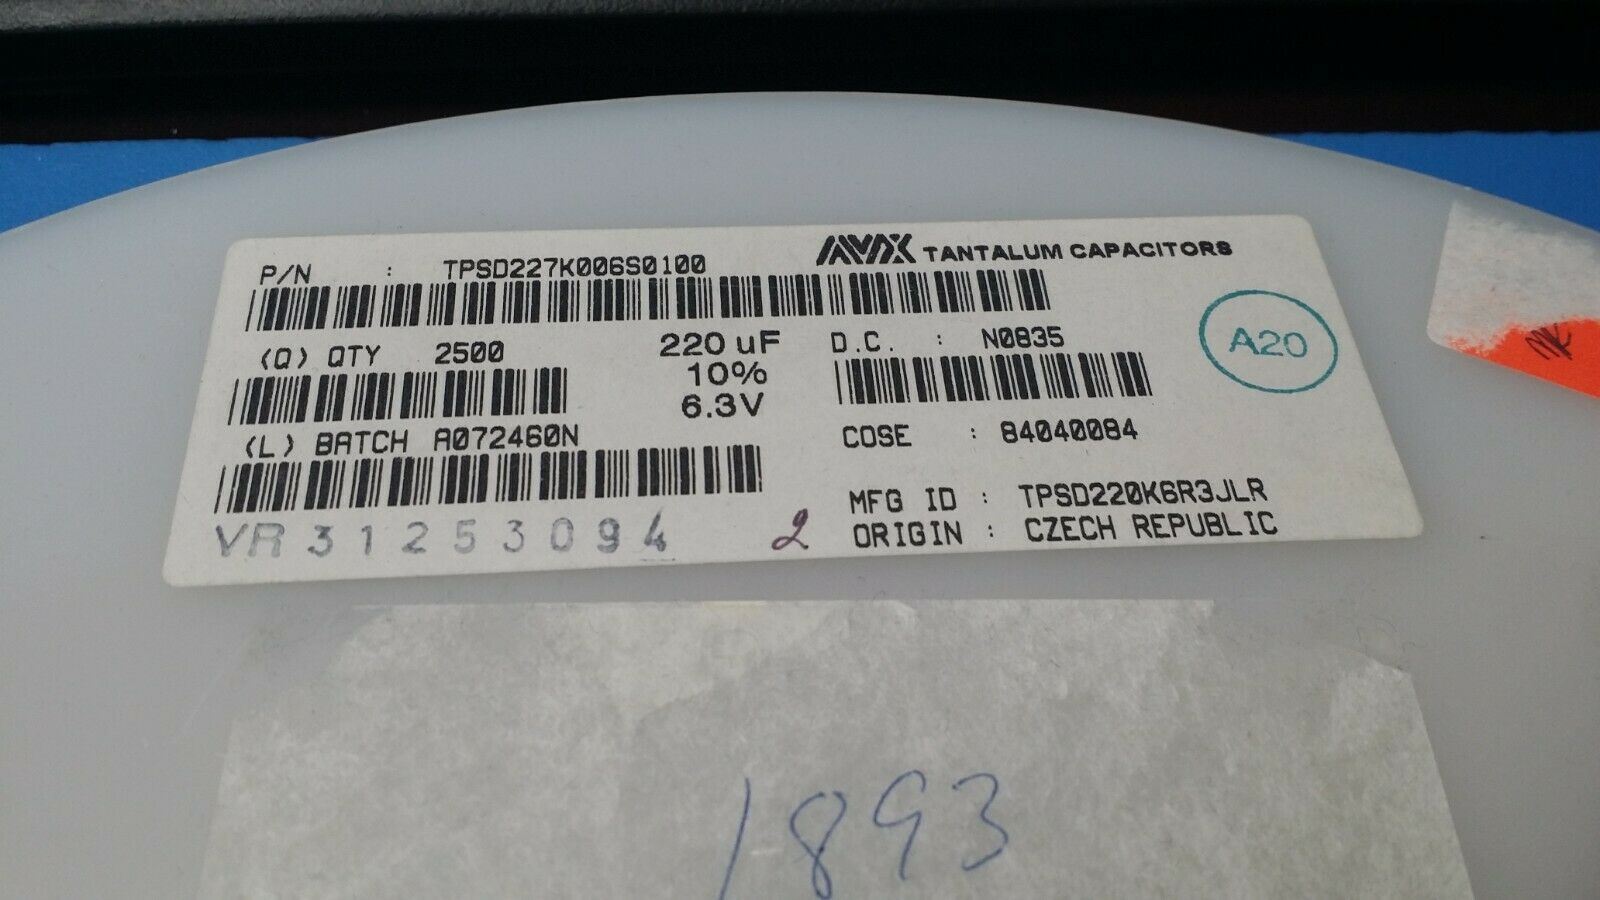 P/N : TPSD227K006S0100
AVX TANTALUM CAPACITORS
(Q) QTY 2500
220 uF
10%
6.3V
D.C. : N0835
A20
(L) BATCH A072460N
COSE : 84040084
MFG ID : TPSD220K6R3JLR
ORIGIN : CZECH REPUBLIC
VR 31253094
2
1893